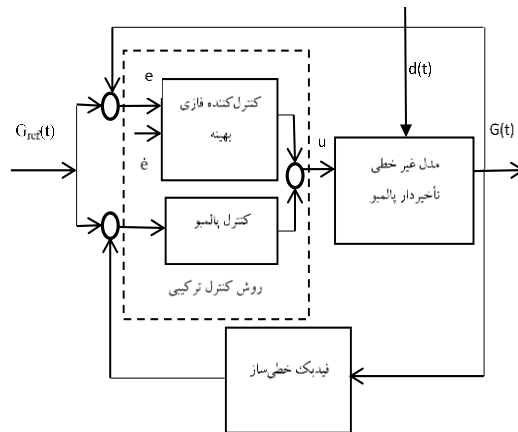 d(t)
e
کنترل‌کننده فازی
بهینه
G_ref(t)
ė
u
G(t)
مدل غیر خطی
تأخیردار پالمبو
کنترل پالمبو
روش کنترل ترکیبی
فیدبک خطی‌ساز